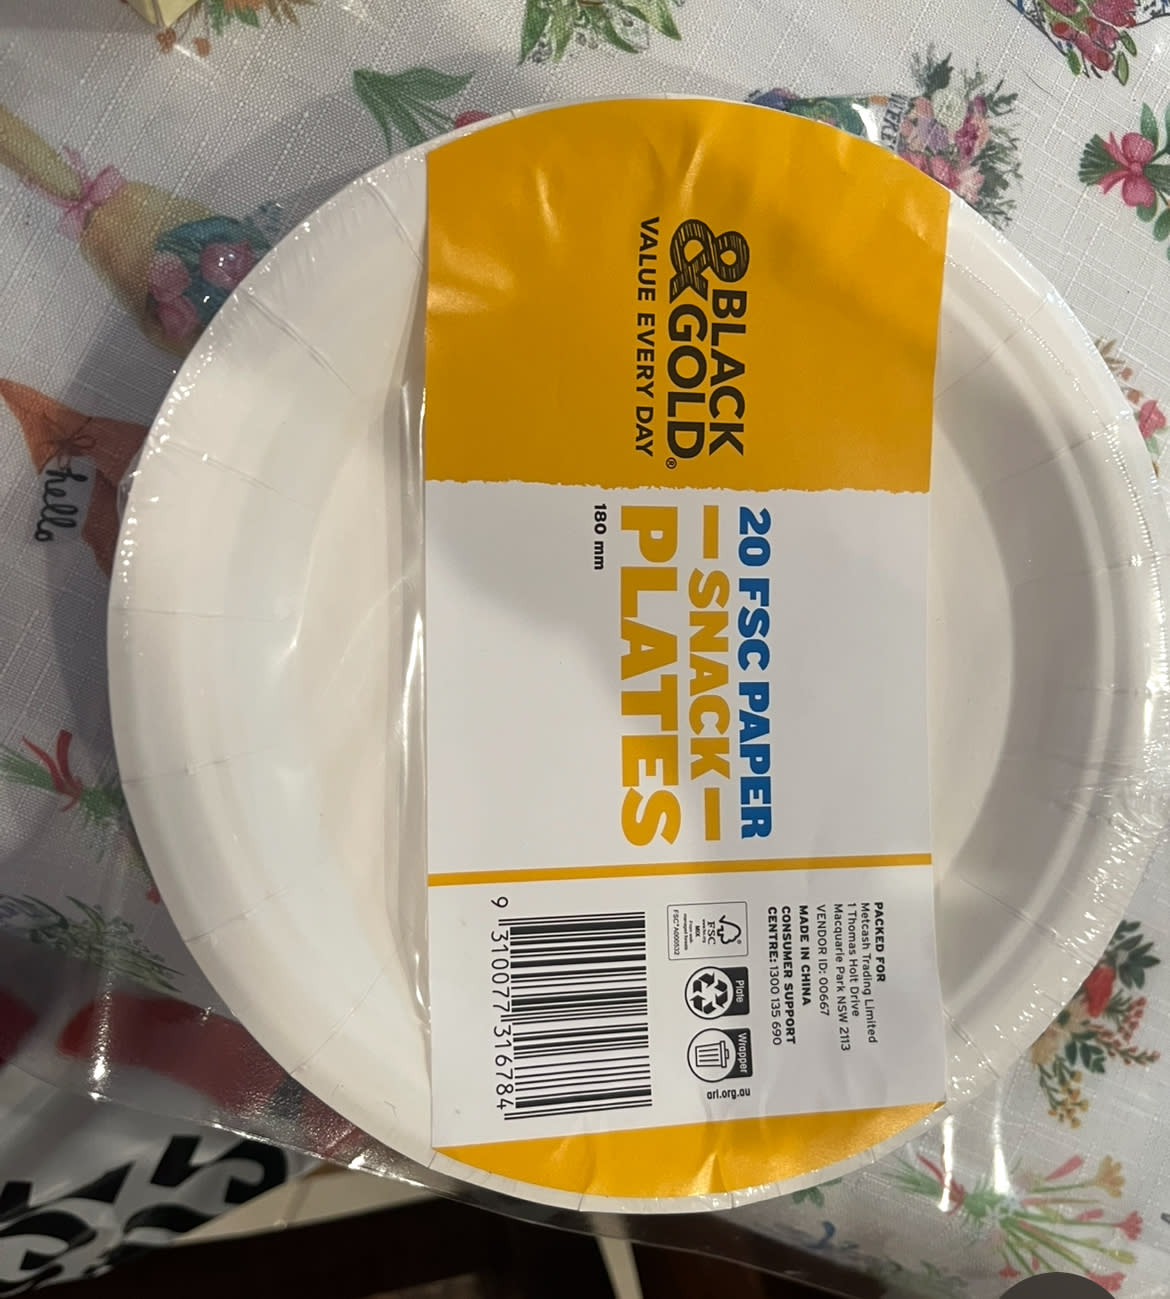 &BLACK
GOLD®
VALUE EVERY DAY
20 FSC PAPER
SNACK
PLATES
180 mm
PACKED FOR
Metcash Trading Limited
1 Thomas Holt Drive
Macquarie Park NSW 2113
VENDOR ID: 00667
MADE IN CHINA
CONSUMER SUPPORT
CENTRE: 1300 135 690
FSC
MIX
Plate
Wrapper
arl.org.au
9 310077 316784
hello